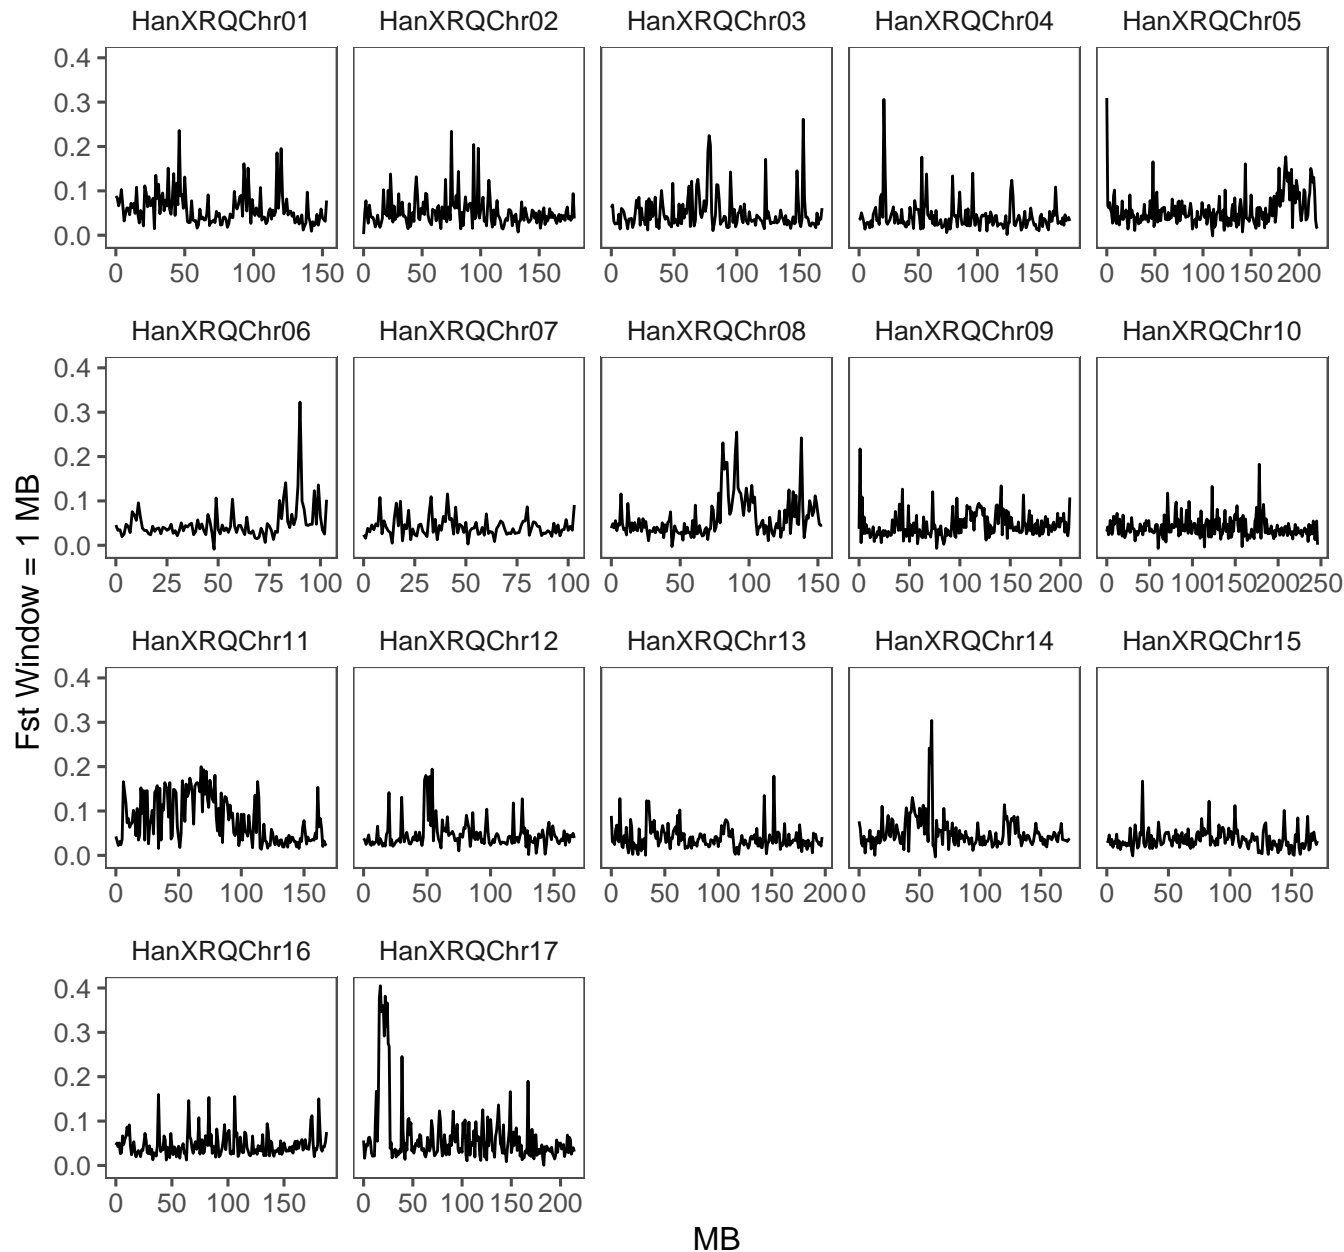 HanXRQChr01 HanXRQChr02 HanXRQChr03 HanXRQChr04 HanXRQChr05
0.4
0.3
0.2
0.1
0.0
0 50 100 150 0 50 100 150 0 50 100 150 0 50 100 150 0 50 100 150 200
HanXRQChr06 HanXRQChr07 HanXRQChr08 HanXRQChr09 HanXRQChr10
0.4
0.3
0.2
0.1
0.0
0 25 50 75 100 0 25 50 75 100 0 50 100 150 0 50 100 150 200 0 50 100 150 200 250
Fst Window = 1 MB
HanXRQChr11 HanXRQChr12 HanXRQChr13 HanXRQChr14 HanXRQChr15
0.4
0.3
0.2
0.1
0.0
0 50 100 150 0 50 100 150 0 50 100 150 200 0 50 100 150 0 50 100 150
HanXRQChr16 HanXRQChr17
0.4
0.3
0.2
0.1
0.0
0 50 100 150 0 50 100 150 200
MB